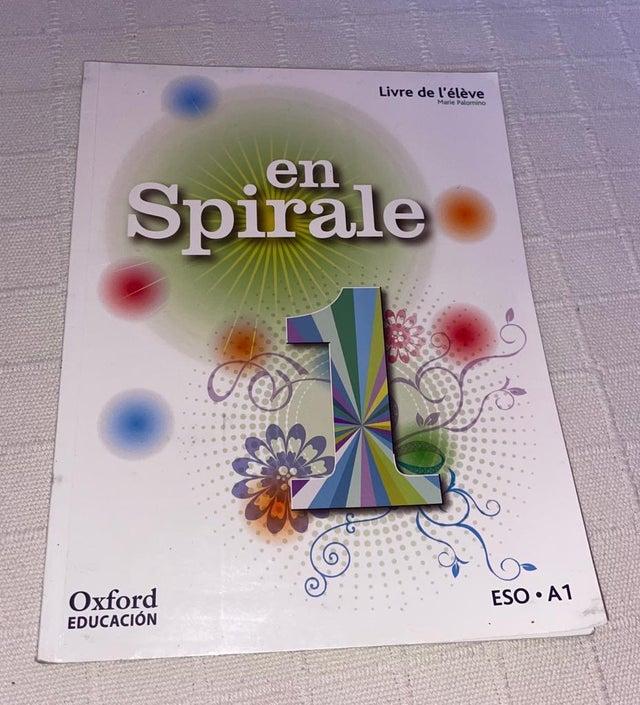 Livre de l'élève
Marie Palomino
en
Spirale
1
Oxford
EDUCACIÓN
ESO • A1